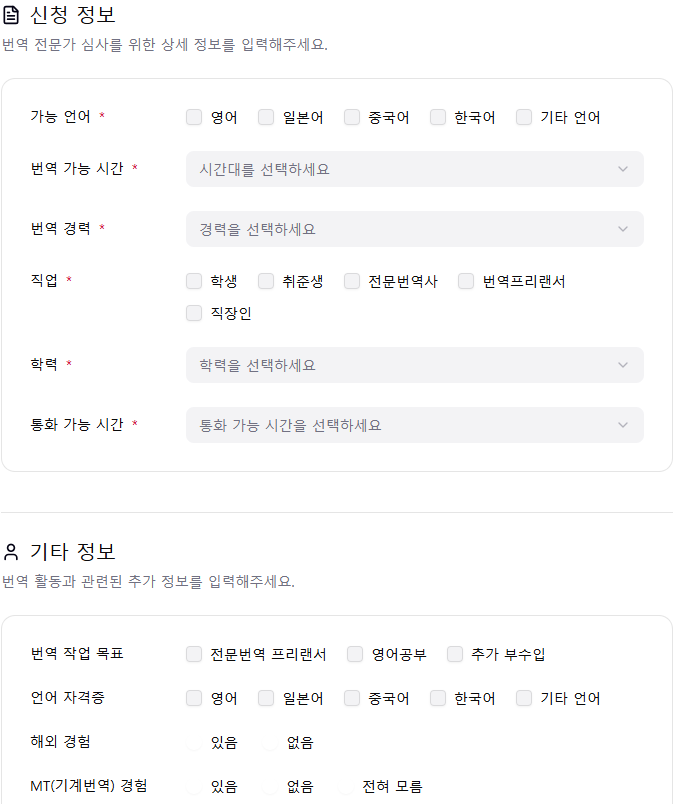 신청 정보
번역 전문가 심사를 위한 상세 정보를 입력해주세요.
가능 언어 * 영어 일본어 중국어 한국어 기타 언어
번역 가능 시간 * 시간대를 선택하세요
번역 경력 * 경력을 선택하세요
직업 * 학생 취준생 전문번역사 번역프리랜서
직장인
학력 * 학력을 선택하세요
통화 가능 시간 * 통화 가능 시간을 선택하세요
기타 정보
번역 활동과 관련된 추가 정보를 입력해주세요.
번역 작업 목표 전문번역 프리랜서 영어공부 추가 부수입
언어 자격증 영어 일본어 중국어 한국어 기타 언어
해외 경험 있음 없음
MT(기계번역) 경험 있음 없음 전혀 모름